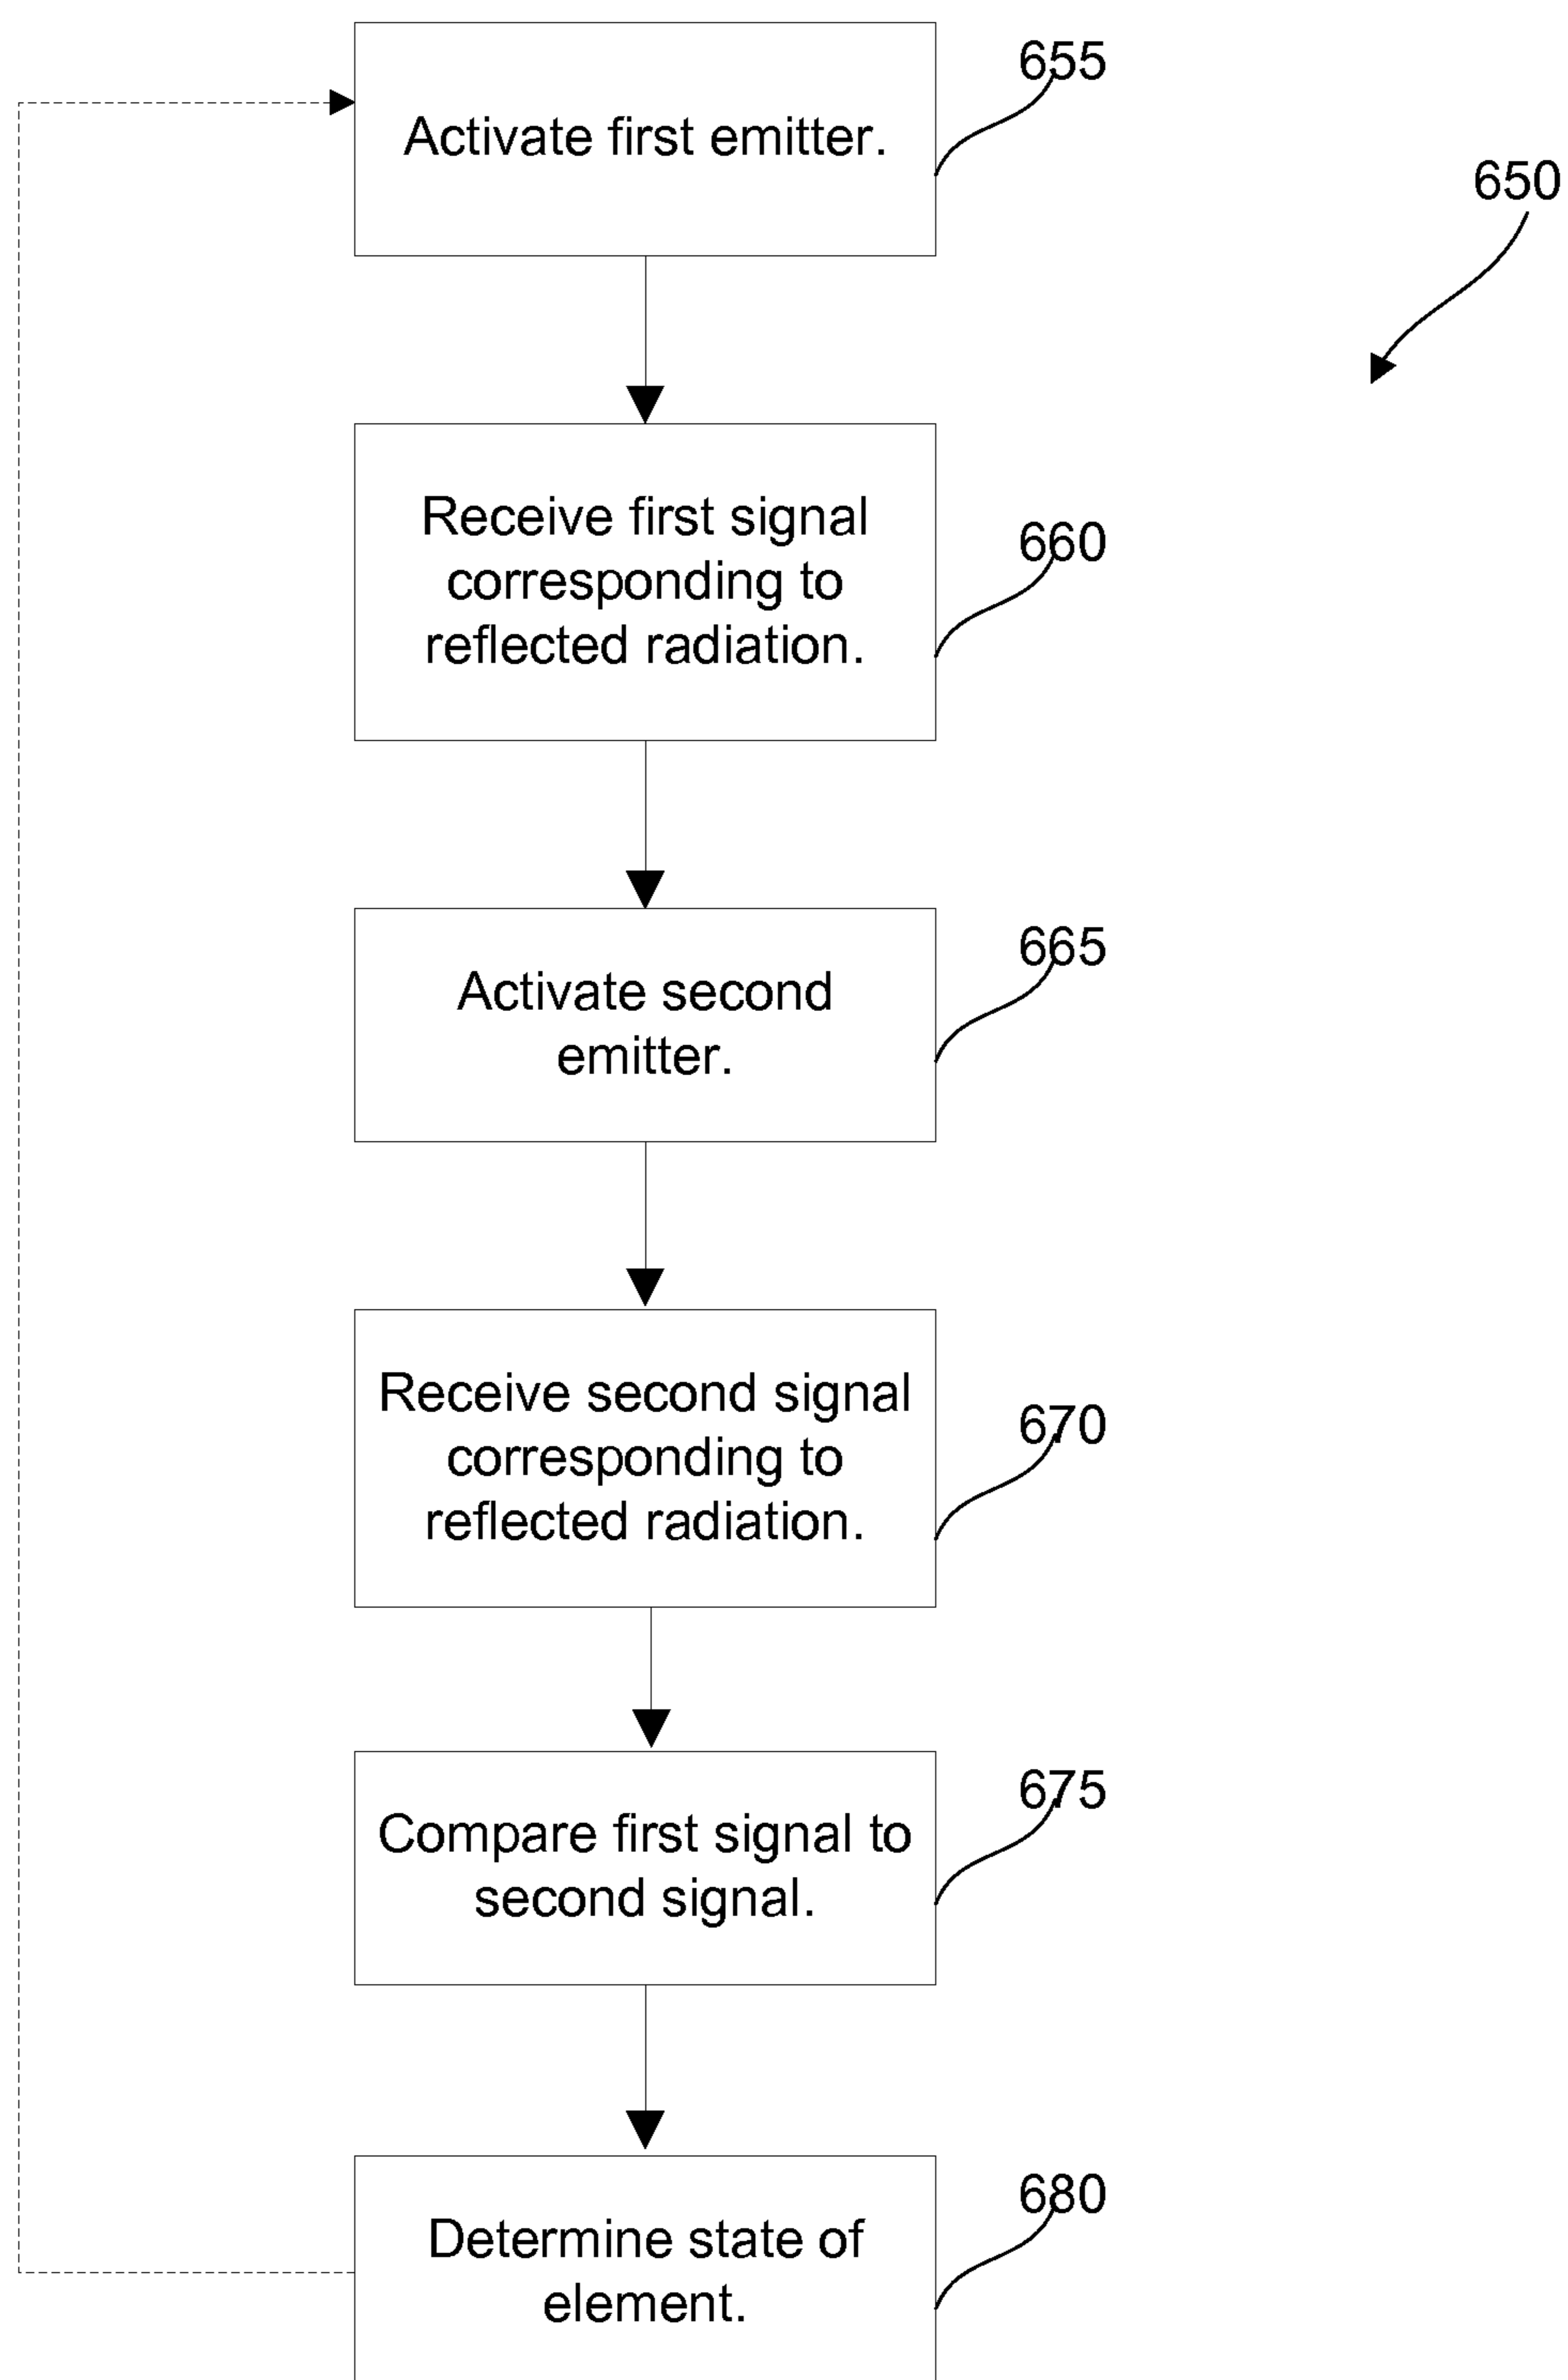 655
Activate first emitter.
650
Receive first signal
corresponding to
reflected radiation.
660
Activate second
emitter.
665
Receive second signal
corresponding to
reflected radiation.
670
Compare first signal to
second signal.
675
Determine state of
element.
680